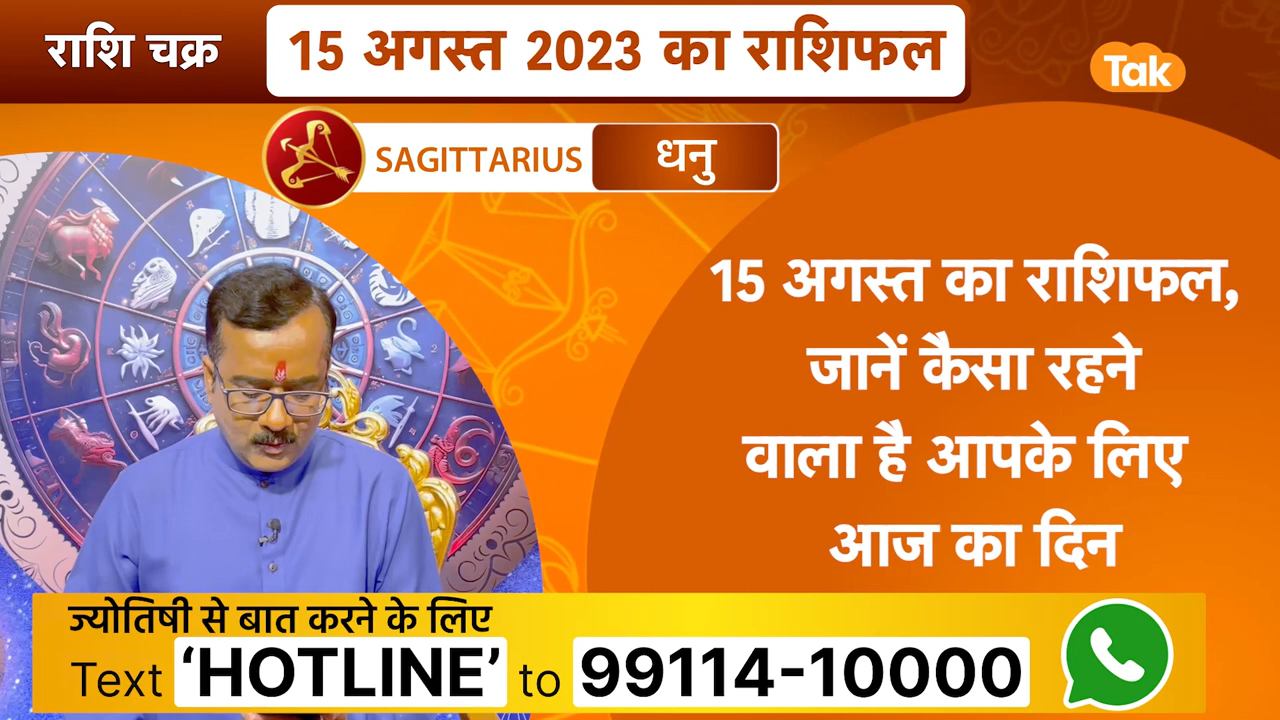 राशि चक्र
15 अगस्त 2023 का राशिफल
Tak
SAGITTARIUS
धनु
15 अगस्त का राशिफल,
जानें कैसा रहने
वाला है आपके लिए
आज का दिन
ज्योतिषी से बात करने के लिए
Text ‘HOTLINE’ to 99114-10000